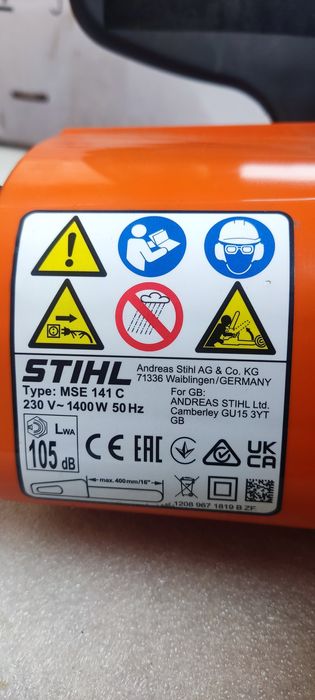 STIHL
Andreas Stihl AG & Co. KG
71336 Waiblingen/GERMANY
Type: MSE 141 C
230 V~ 1400W 50 Hz
For GB:
ANDREAS STIHL Ltd.
Camberley GU15 3YT
GB
LWA
105 dB
CE EAC UK CA
max. 400mm/16"
1208 967 1819 B ZF